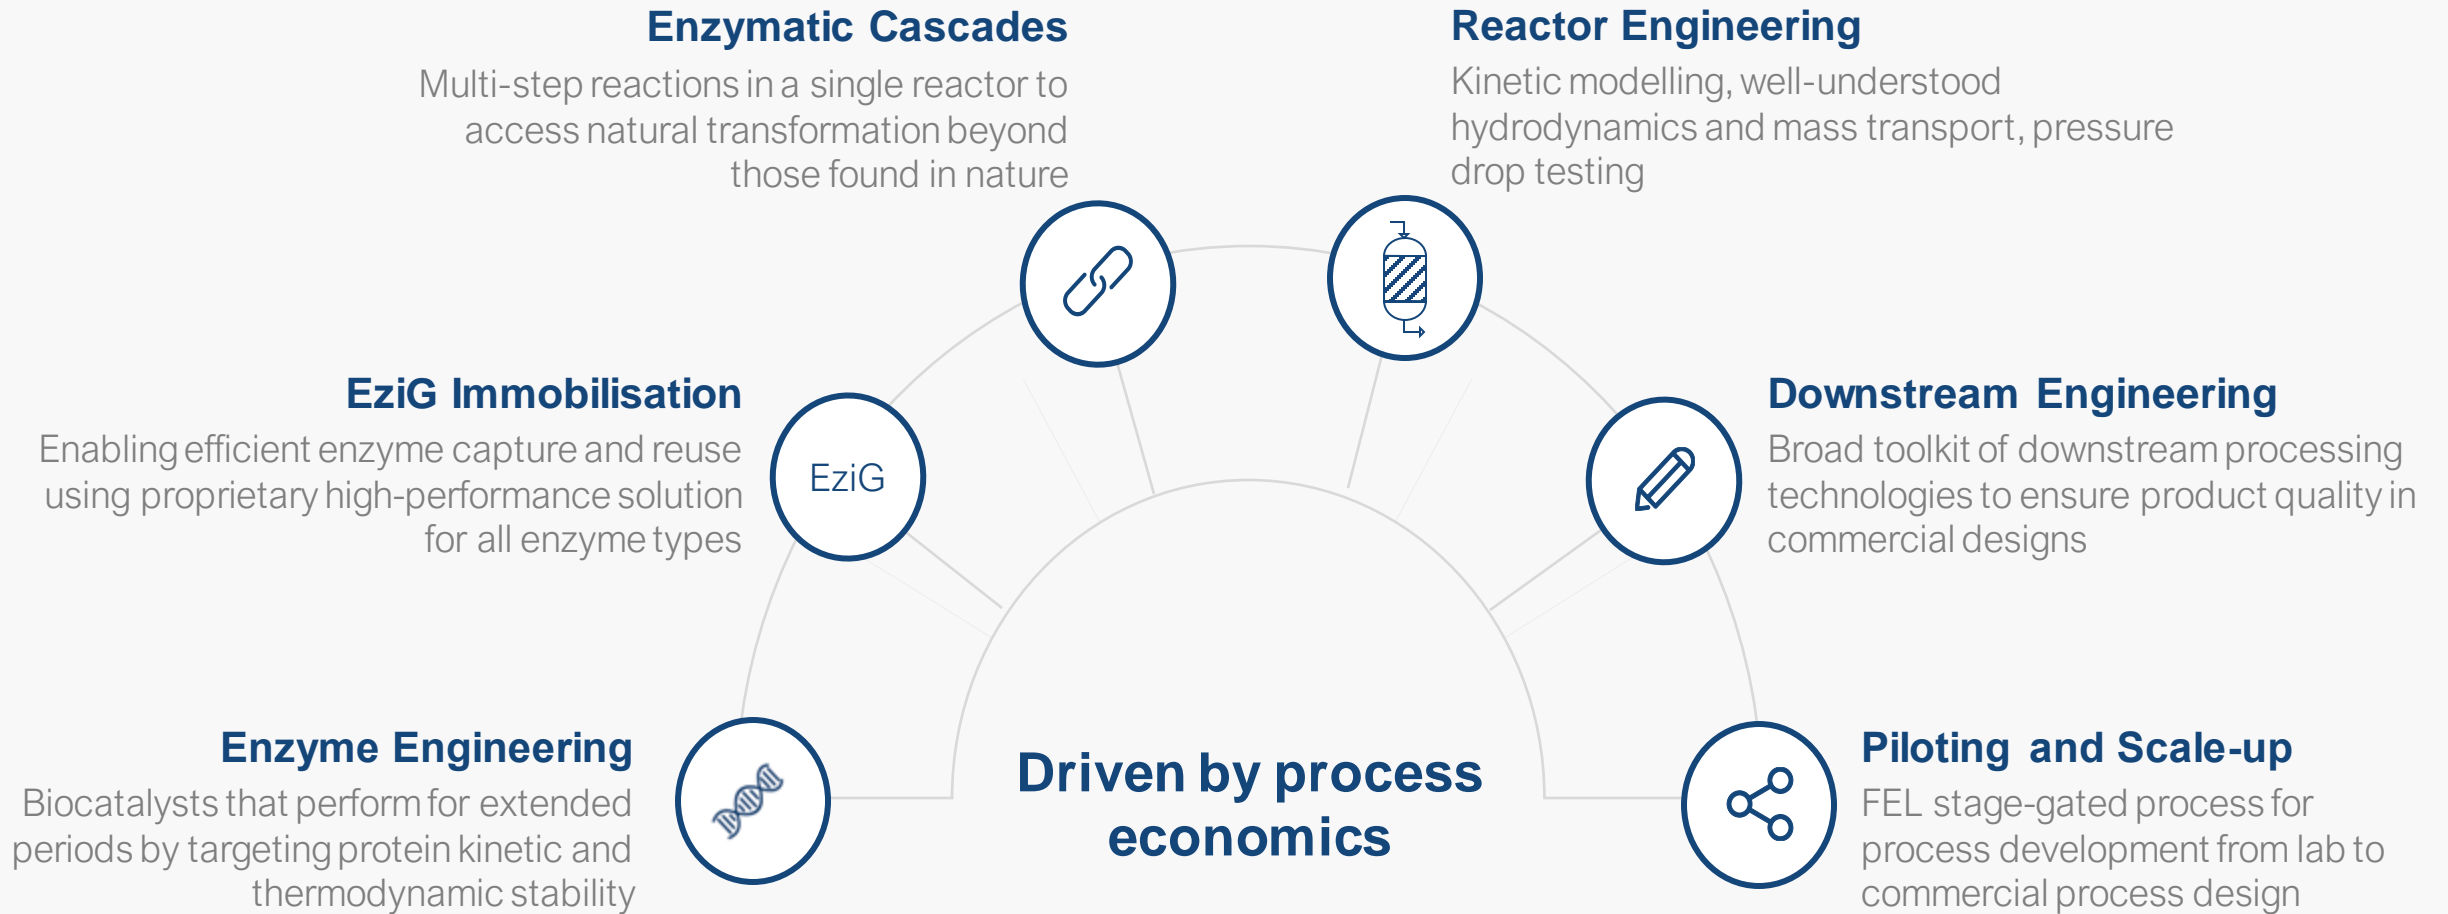 Enzymatic Cascades
Multi-step reactions in a single reactor to
access natural transformation beyond
those found in nature
Reactor Engineering
Kinetic modelling, well-understood
hydrodynamics and mass transport, pressure
drop testing
EziG Immobilisation
Enabling efficient enzyme capture and reuse
using proprietary high-performance solution
for all enzyme types
EziG
Downstream Engineering
Broad toolkit of downstream processing
technologies to ensure product quality in
commercial designs
Enzyme Engineering
Biocatalysts that perform for extended
periods by targeting protein kinetic and
thermodynamic stability
Driven by process
economics
Piloting and Scale-up
FEL stage-gated process for
process development from lab to
commercial process design